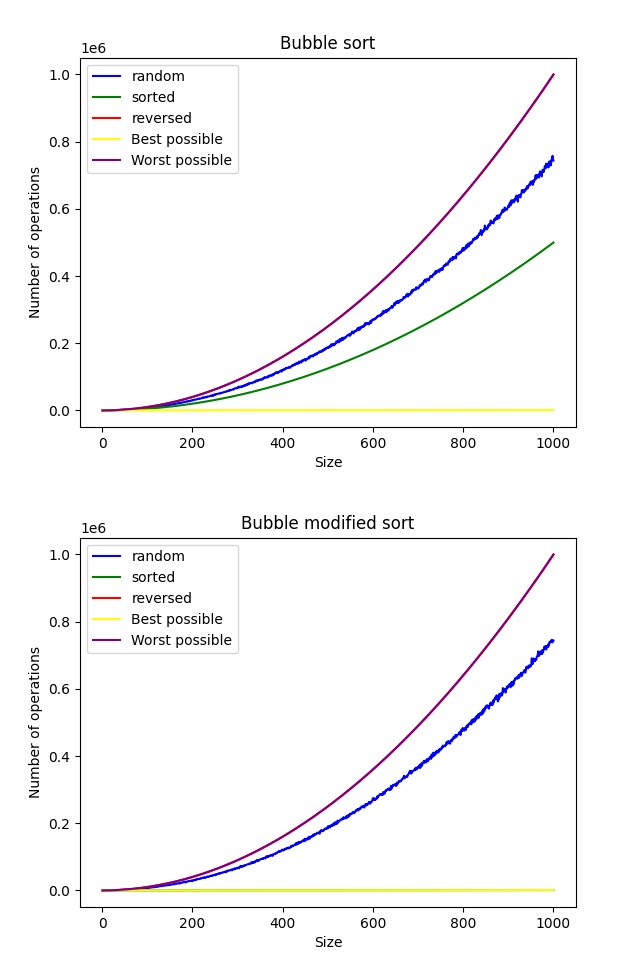 Bubble sort
1e6
random
sorted
reversed
Best possible
Worst possible
1.0
0.8
0.6
0.4
0.2
0.0
Number of operations
0 200 400 600 800 1000
Size
Bubble modified sort
1e6
random
sorted
reversed
Best possible
Worst possible
1.0
0.8
0.6
0.4
0.2
0.0
Number of operations
0 200 400 600 800 1000
Size